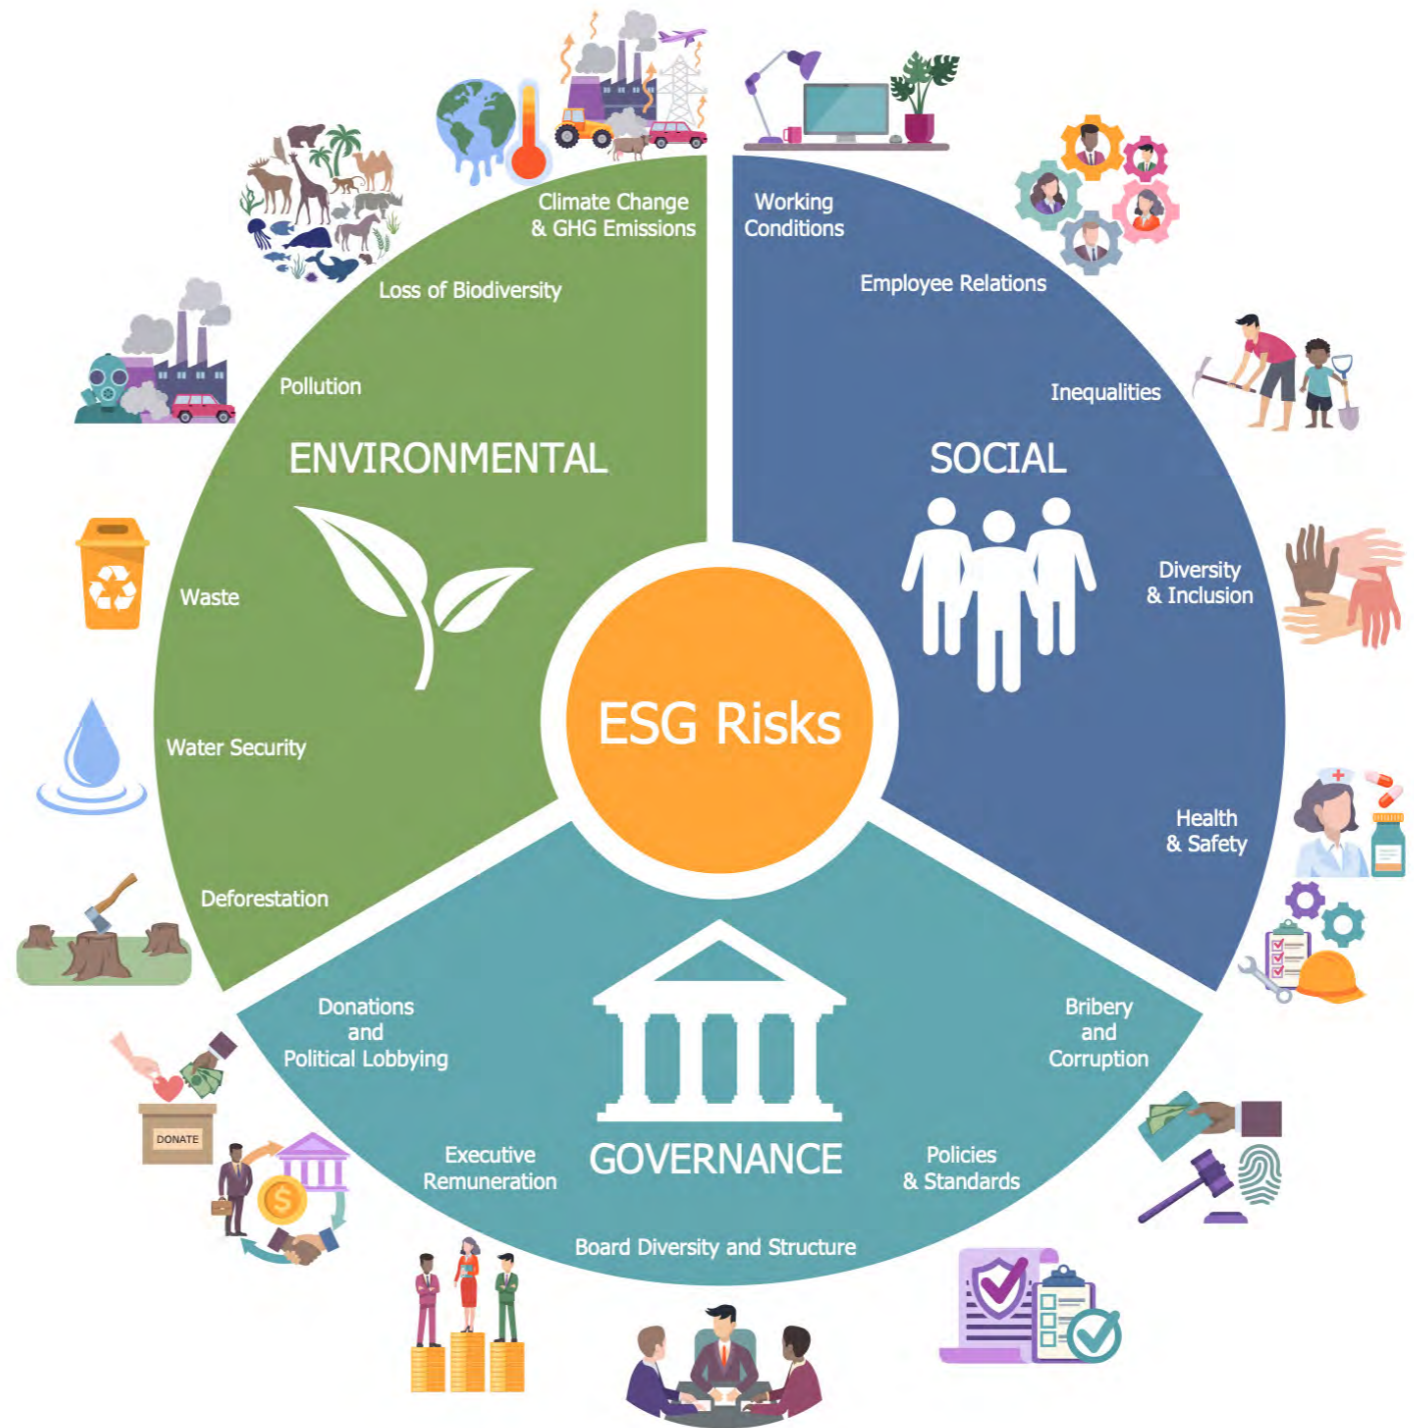 Climate Change
& GHG Emissions
Loss of Biodiversity
Pollution
ENVIRONMENTAL
Waste
Water Security
Deforestation
Working
Conditions
Employee Relations
Inequalities
SOCIAL
Diversity
& Inclusion
Health
& Safety
ESG Risks
Donations
and
Political Lobbying
DONATE
Executive
Remuneration
GOVERNANCE
Board Diversity and Structure
Policies
& Standards
Bribery
and
Corruption